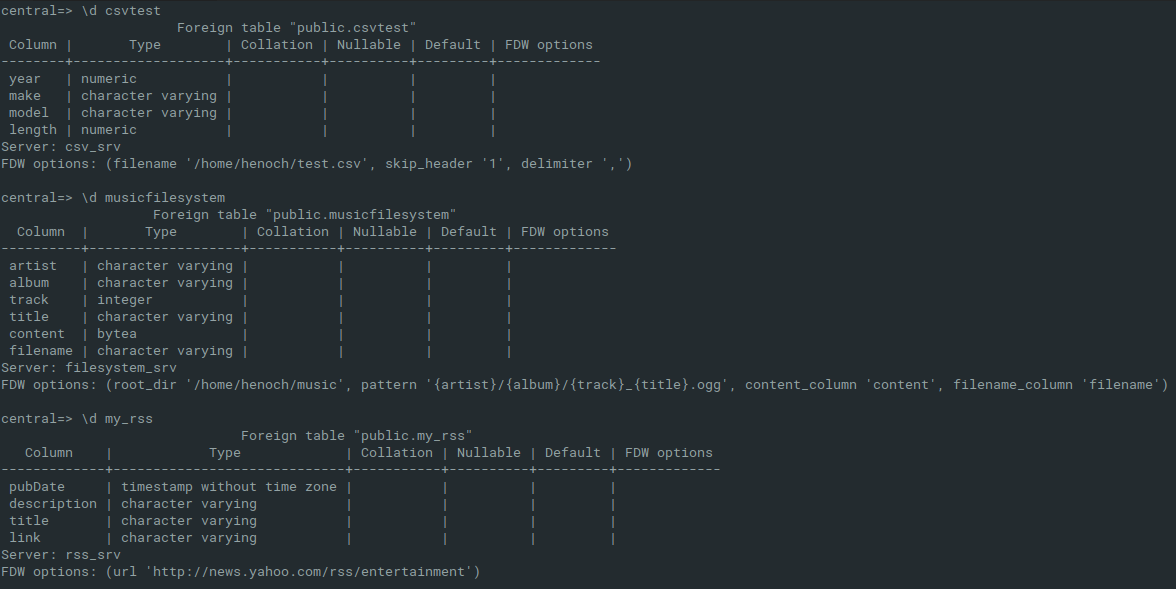 central=> \d csvtest
                      Foreign table "public.csvtest"
 Column |       Type        | Collation | Nullable | Default | FDW options
--------+-------------------+-----------+----------+---------+-------------
 year   | numeric           |           |          |         |
 make   | character varying |           |          |         |
 model  | character varying |           |          |         |
 length | numeric           |           |          |         |
Server: csv_srv
FDW options: (filename '/home/henoch/test.csv', skip_header '1', delimiter ',')

central=> \d musicfilesystem
                   Foreign table "public.musicfilesystem"
  Column  |       Type        | Collation | Nullable | Default | FDW options
----------+-------------------+-----------+----------+---------+-------------
 artist   | character varying |           |          |         |
 album    | character varying |           |          |         |
 track    | integer           |           |          |         |
 title    | character varying |           |          |         |
 content  | bytea             |           |          |         |
 filename | character varying |           |          |         |
Server: filesystem_srv
FDW options: (root_dir '/home/henoch/music', pattern '{artist}/{album}/{track}_{title}.ogg', content_column 'content', filename_column 'filename')

central=> \d my_rss
                              Foreign table "public.my_rss"
   Column    |            Type             | Collation | Nullable | Default | FDW options
-------------+-----------------------------+-----------+----------+---------+-------------
 pubDate     | timestamp without time zone |           |          |         |
 description | character varying           |           |          |         |
 title       | character varying           |           |          |         |
 link        | character varying           |           |          |         |
Server: rss_srv
FDW options: (url 'http://news.yahoo.com/rss/entertainment')